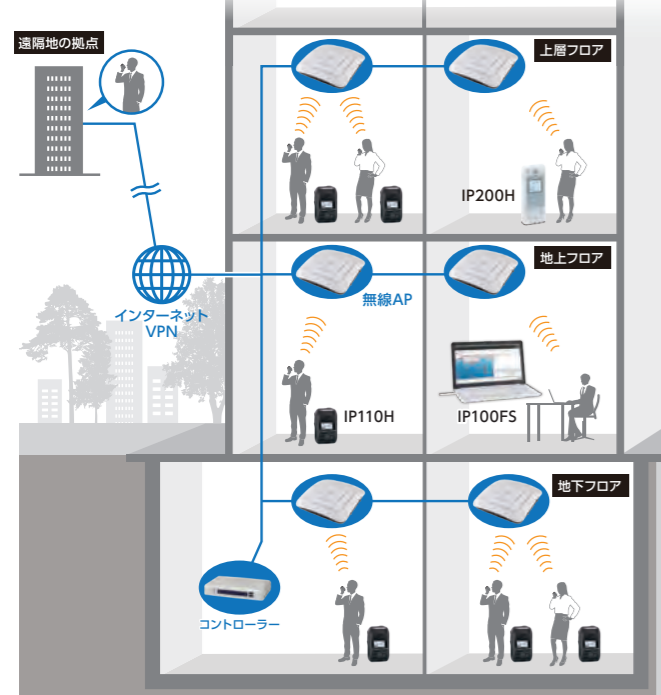 遠隔地の拠点
上層フロア
IP200H
地上フロア
無線AP
インターネット
VPN
IP110H
IP100FS
地下フロア
コントローラー